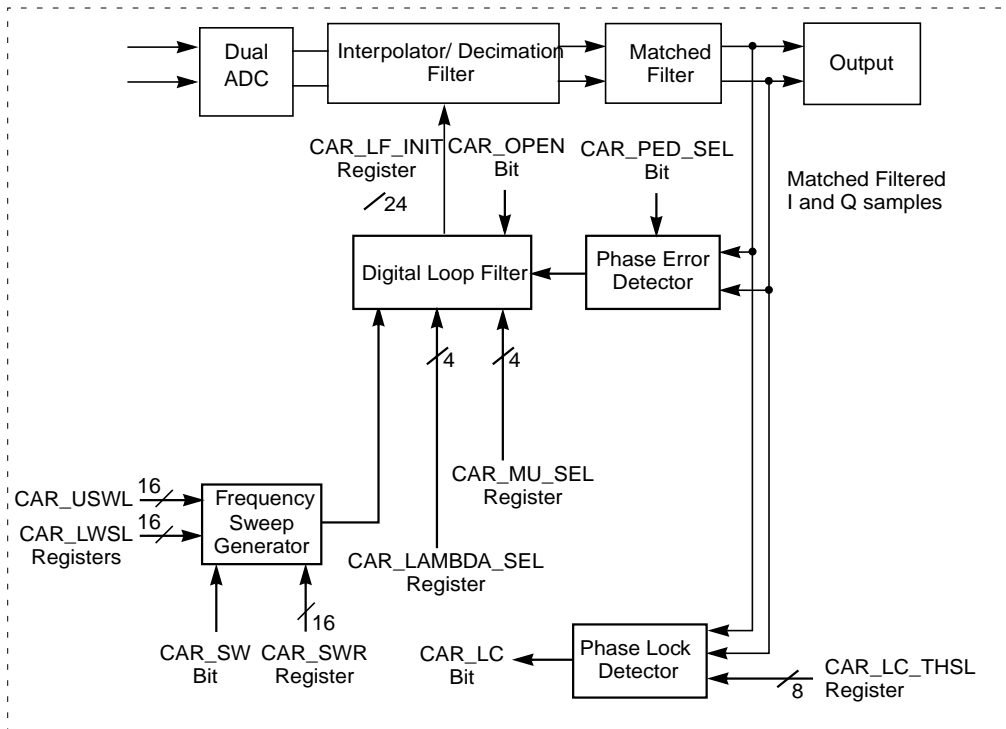 Dual
ADC
Interpolator/ Decimation
Filter
Matched
Filter
Output
CAR_LF_INIT
Register
24
CAR_OPEN
Bit
CAR_PED_SEL
Bit
Matched Filtered
I and Q samples
Digital Loop Filter
Phase Error
Detector
4
4
CAR_MU_SEL
Register
CAR_USWL
16
CAR_LWSL
16
Registers
Frequency
Sweep
Generator
CAR_LAMBDA_SEL
Register
16
CAR_SW
Bit
CAR_SWR
Register
CAR_LC
Bit
Phase Lock
Detector
8
CAR_LC_THSL
Register